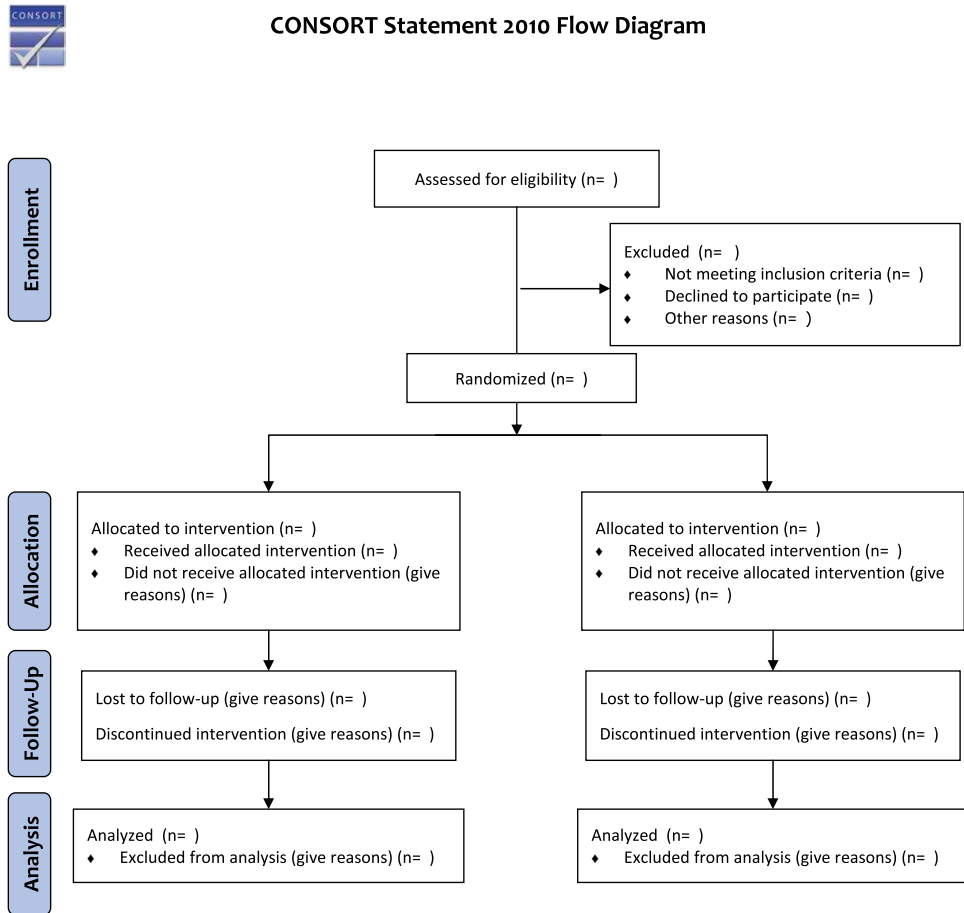 CONSORT
CONSORT Statement 2010 Flow Diagram
Enrollment
Assessed for eligibility (n=  )
Excluded  (n=   )
♦ Not meeting inclusion criteria (n=  )
♦ Declined to participate (n=  )
♦ Other reasons (n=  )
Randomized (n=  )
Allocation
Allocated to intervention (n=  )
♦ Received allocated intervention (n=  )
♦ Did not receive allocated intervention (give
reasons) (n=  )
Allocated to intervention (n=  )
♦ Received allocated intervention (n=  )
♦ Did not receive allocated intervention (give
reasons) (n=  )
Follow-Up
Lost to follow-up (give reasons) (n=  )
Discontinued intervention (give reasons) (n=  )
Lost to follow-up (give reasons) (n=  )
Discontinued intervention (give reasons) (n=  )
Analysis
Analyzed  (n=  )
♦ Excluded from analysis (give reasons) (n=  )
Analyzed  (n=  )
♦ Excluded from analysis (give reasons) (n=  )